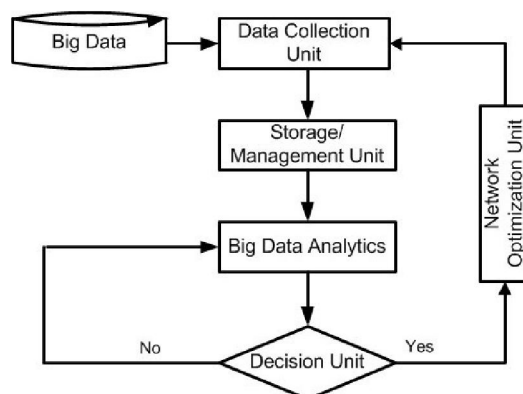 Big Data
Data Collection
Unit
Storage/
Management Unit
Big Data Analytics
Decision Unit
No
Yes
Network
Optimization Unit